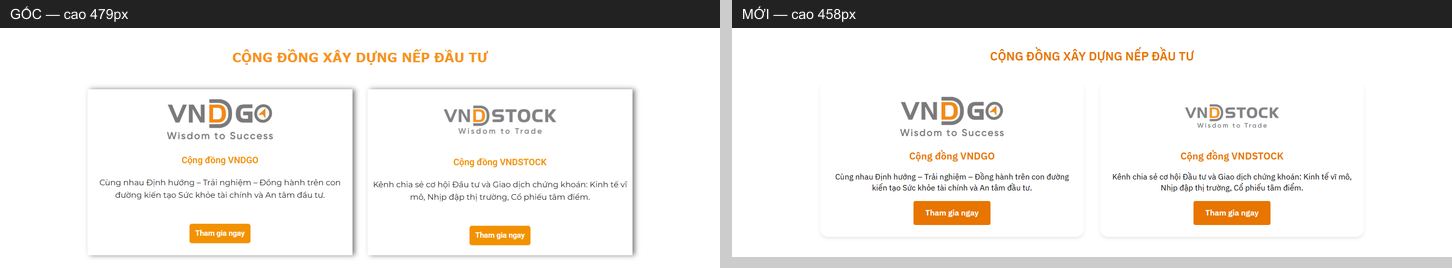 GỐC — cao 479px
CỘNG ĐỒNG XÂY DỰNG NẾP ĐẦU TƯ
VNDGO
Wisdom to Success
Cộng đồng VNDGO
Cùng nhau Định hướng – Trải nghiệm – Đồng hành trên con
đường kiến tạo Sức khỏe tài chính và An tâm đầu tư.
Tham gia ngay
VNDSTOCK
Wisdom to Trade
Cộng đồng VNDSTOCK
Kênh chia sẻ cơ hội Đầu tư và Giao dịch chứng khoán: Kinh tế vĩ
mô, Nhịp đập thị trường, Cổ phiếu tâm điểm.
Tham gia ngay
MỚI — cao 458px
CỘNG ĐỒNG XÂY DỰNG NẾP ĐẦU TƯ
VNDGO
Wisdom to Success
Cộng đồng VNDGO
Cùng nhau Định hướng – Trải nghiệm – Đồng hành trên con đường
kiến tạo Sức khỏe tài chính và An tâm đầu tư.
Tham gia ngay
VNDSTOCK
Wisdom to Trade
Cộng đồng VNDSTOCK
Kênh chia sẻ cơ hội Đầu tư và Giao dịch chứng khoán: Kinh tế vĩ mô,
Nhịp đập thị trường, Cổ phiếu tâm điểm.
Tham gia ngay